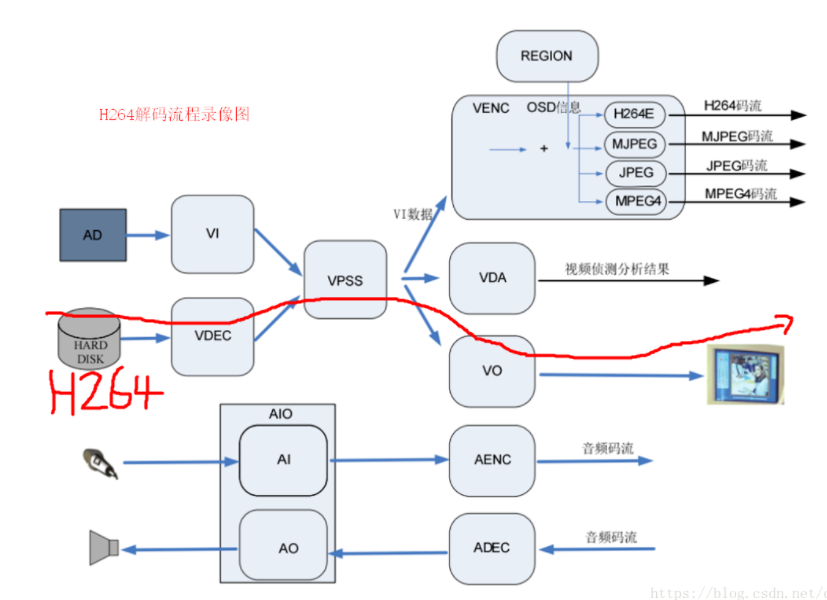 REGION
H264解码流程录像图
VENC OSD信息
H264E
H264码流
MJPEG
MJPEG码流
JPEG
JPEG码流
MPEG4
MPEG4码流
VI数据
AD
VI
VPSS
VDA
视频侦测分析结果
HARD
DISK
VDEC
VO
H264
AIO
AI
AENC
音频码流
AO
ADEC
音频码流
https://blog.csdn.net/